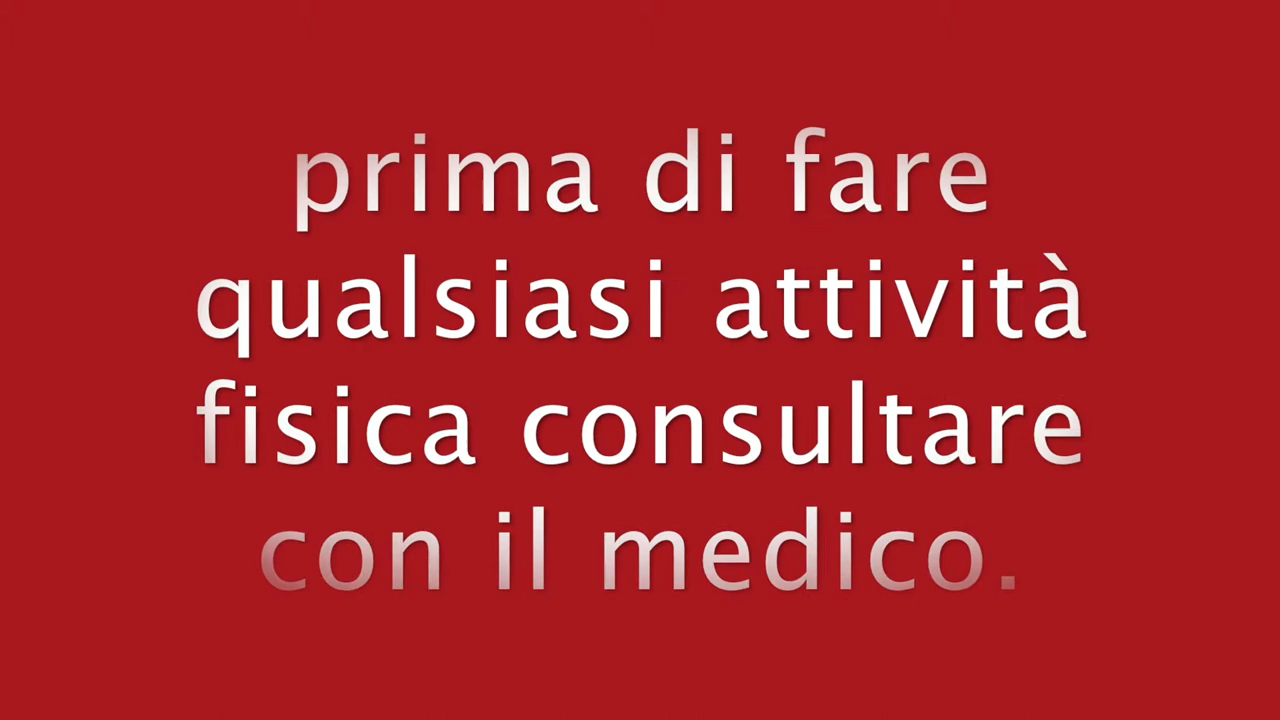 prima di fare
qualsiasi attività
fisica consultare
con il medico.